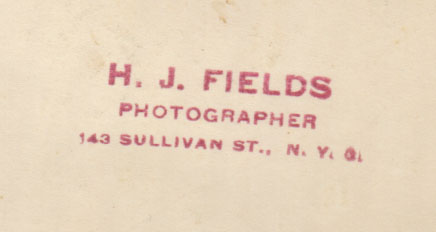 H. J. FIELDS
PHOTOGRAPHER
143 SULLIVAN ST., N. Y. C.